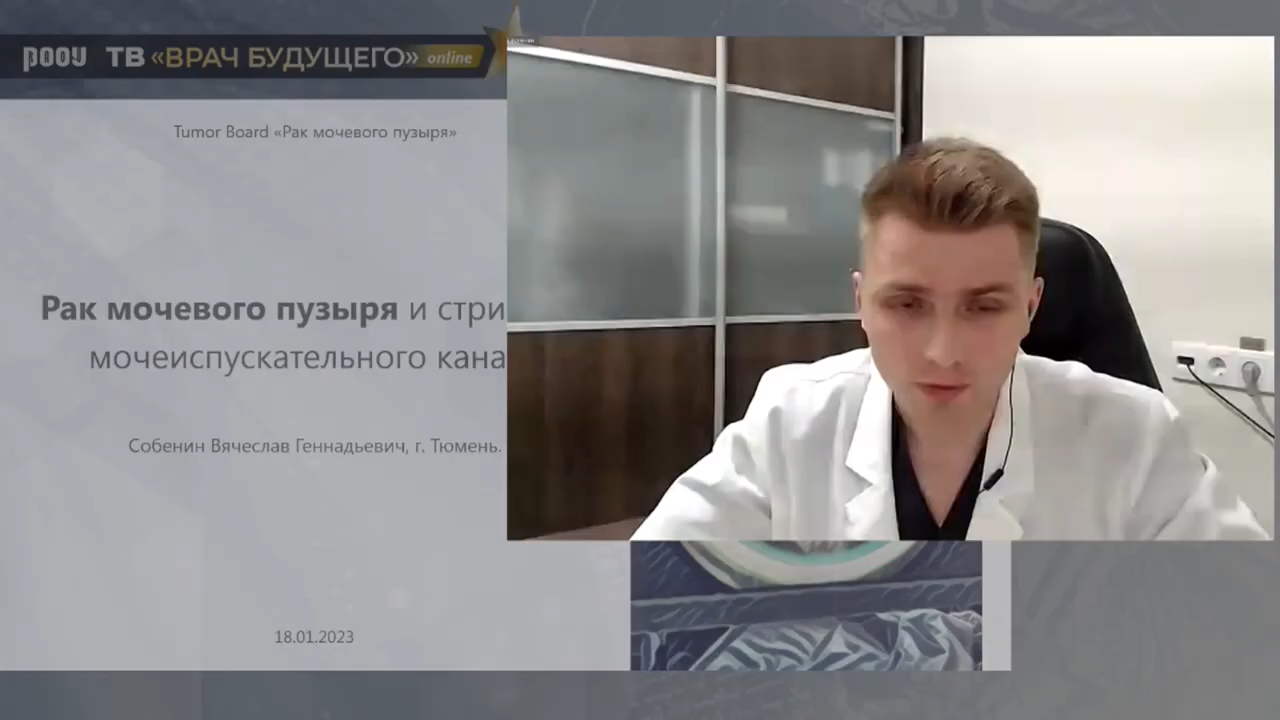 РООУ ТВ «ВРАЧ БУДУЩЕГО» online
Tumor Board «Рак мочевого пузыря»
Рак мочевого пузыря и стри
мочеиспускательного кана
Собенин Вячеслав Геннадьевич, г. Тюмень.
18.01.2023